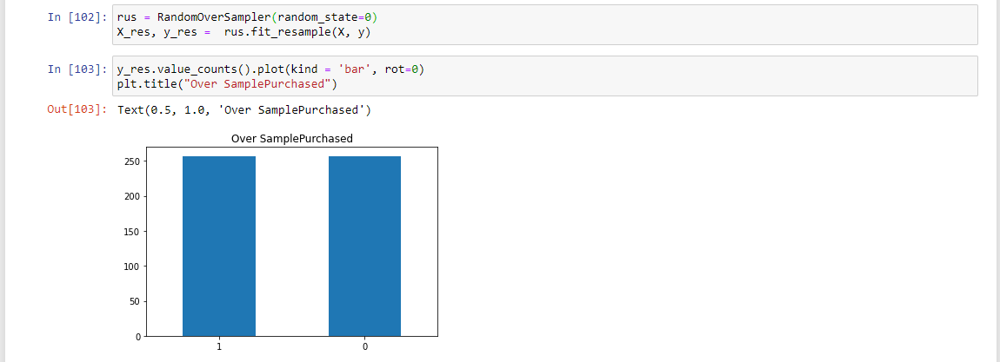 In [102]: rus = RandomOverSampler(random_state=0)
X_res, y_res =  rus.fit_resample(X, y)
In [103]: y_res.value_counts().plot(kind = 'bar', rot=0)
plt.title("Over SamplePurchased")
Out[103]: Text(0.5, 1.0, 'Over SamplePurchased')
Over SamplePurchased
250
200
150
100
50
0
1 0